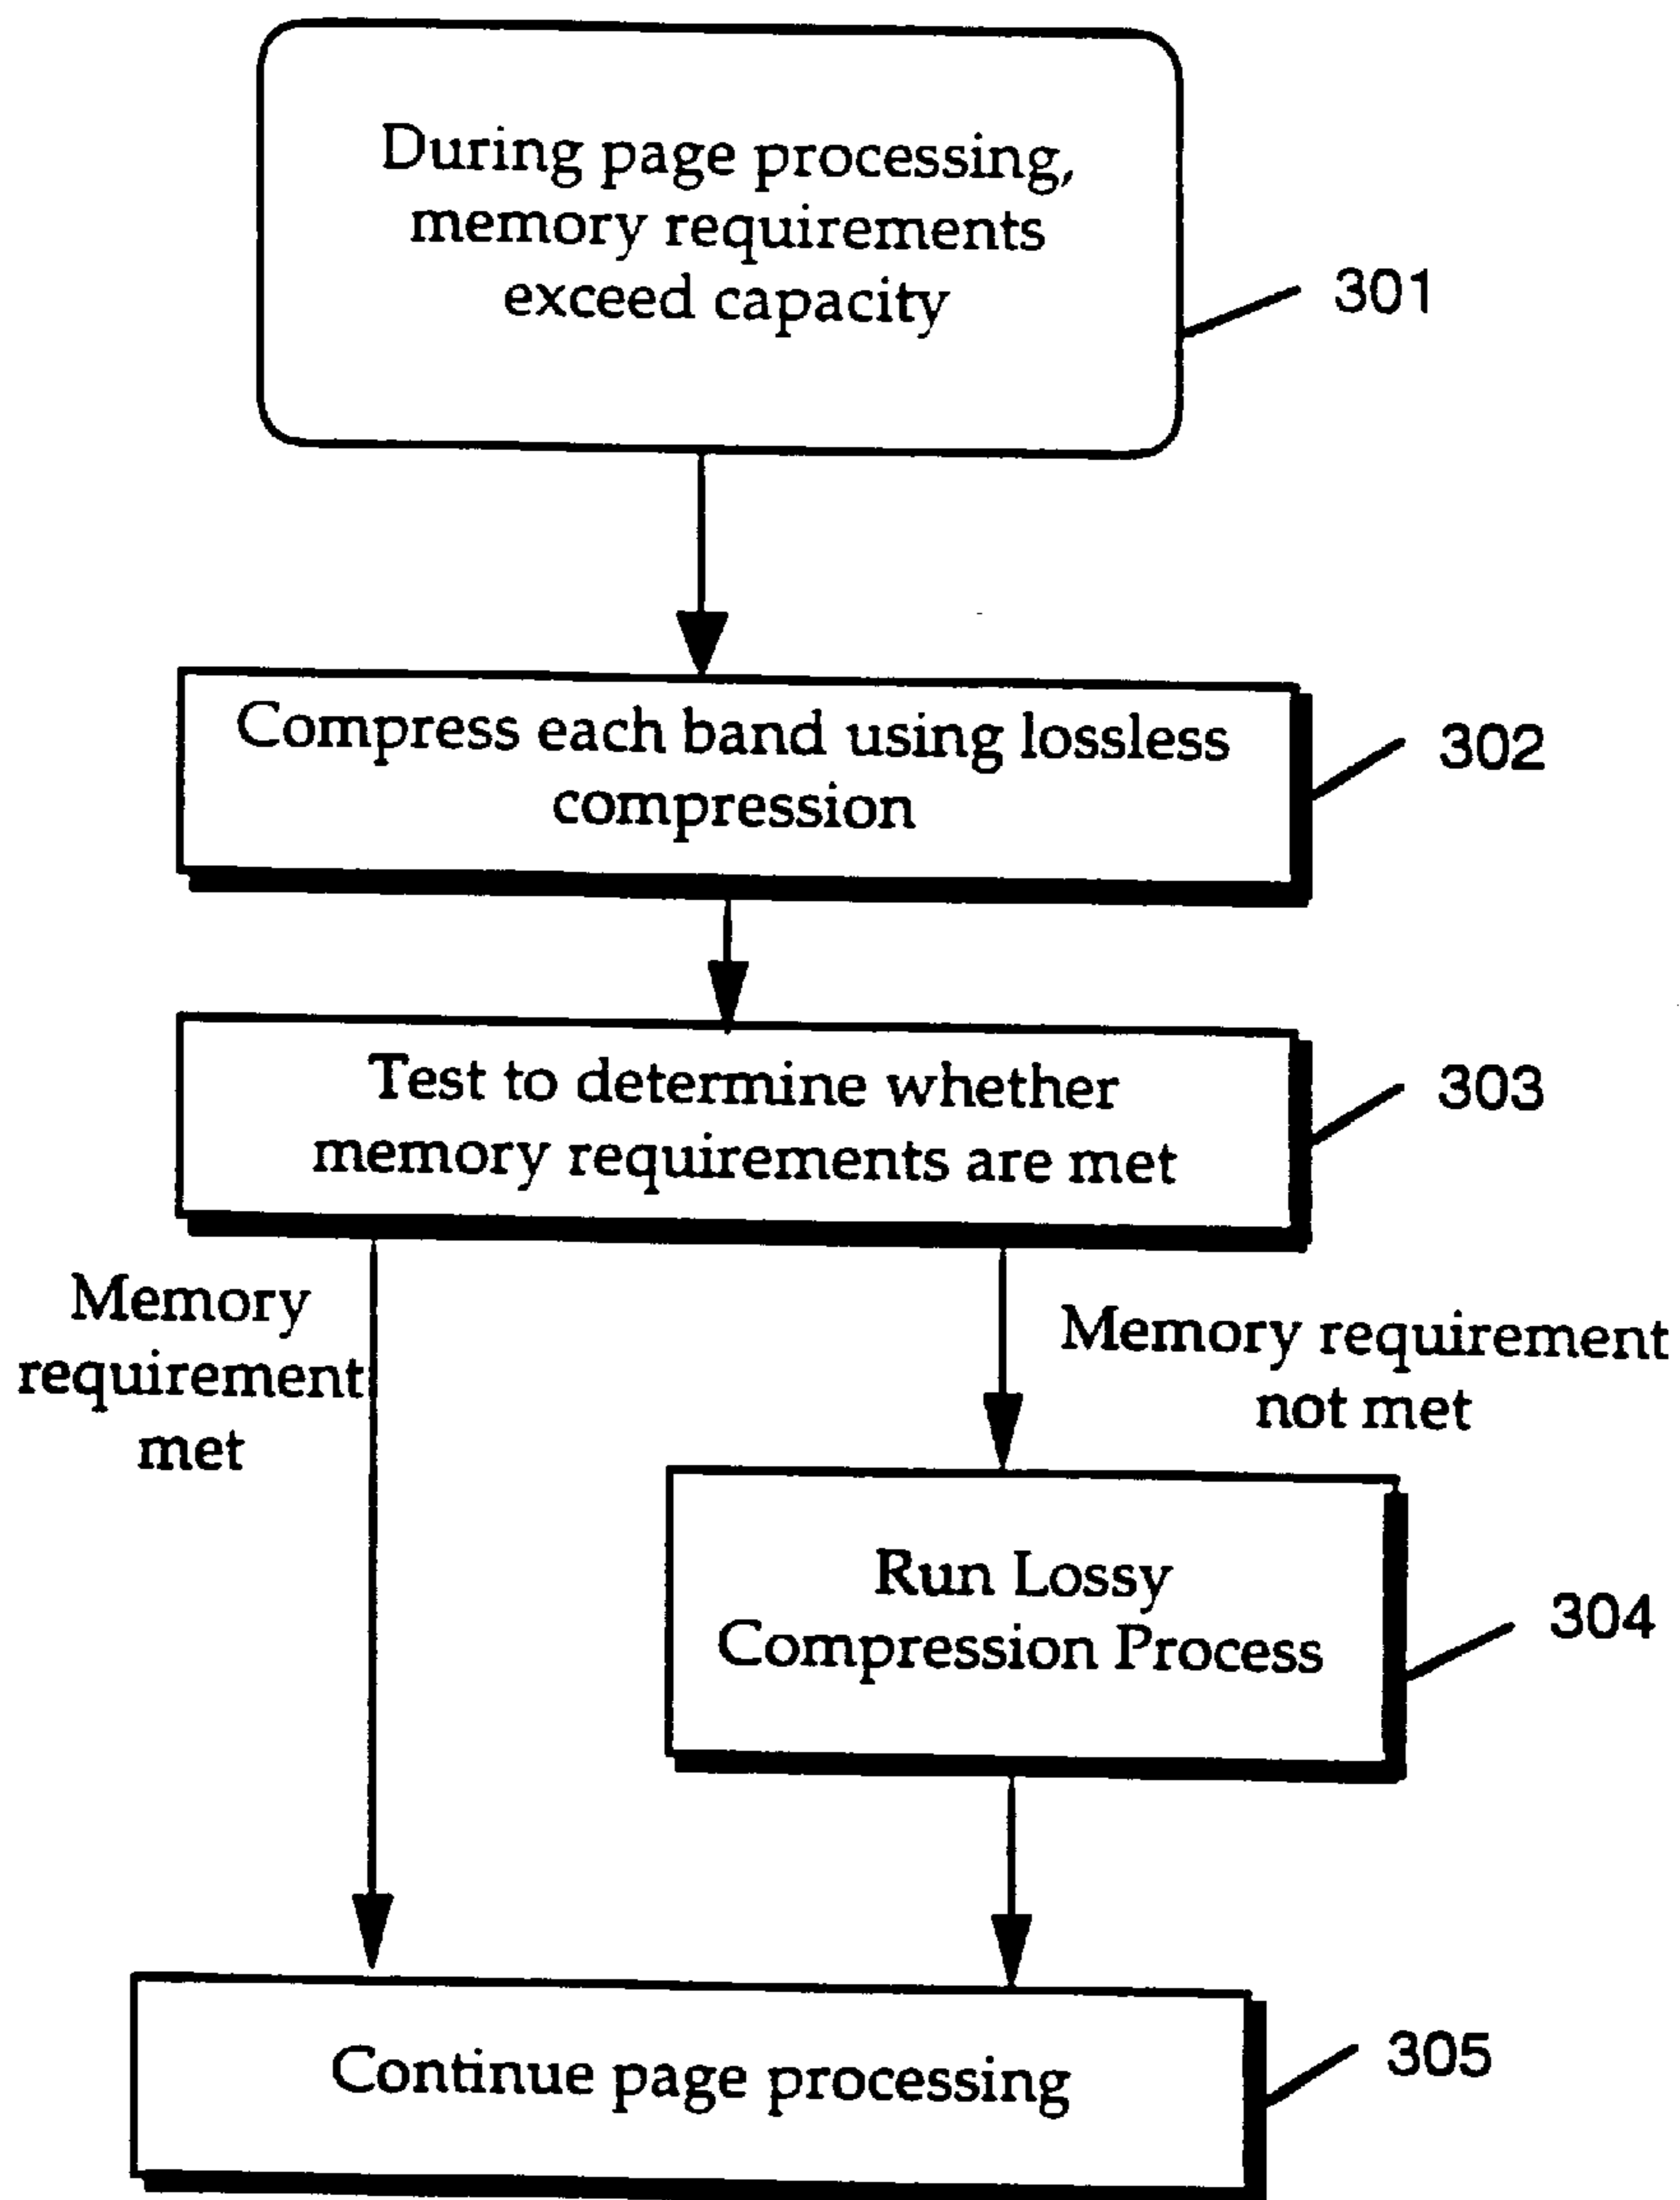 During page processing,
memory requirements
exceed capacity
301
Compress each band using lossless
compression
302
Test to determine whether
memory requirements are met
303
Memory
requirement
met
Memory requirement
not met
Run Lossy
Compression Process
304
Continue page processing
305